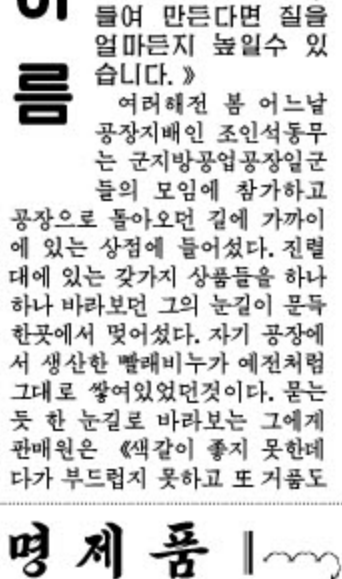 름
들여 만든다면 질을
얼마든지 높일수 있
습니다. 》
여러해전 봄 어느날
공장지배인 조인석동무
는 군지방공업공장일군
들의 모임에 참가하고
공장으로 돌아오던 길에 가까이
에 있는 상점에 들어섰다. 진렬
대에 있는 갖가지 상품들을 하나
하나 바라보던 그의 눈길이 문득
한곳에서 멎어섰다. 자기 공장에
서 생산한 빨래비누가 예전처럼
그대로 쌓여있었던것이다. 묻는
듯 한 눈길로 바라보는 그에게
판매원은 《색갈이 좋지 못한데
다가 부드럽지 못하고 또 거품도
명 제 품